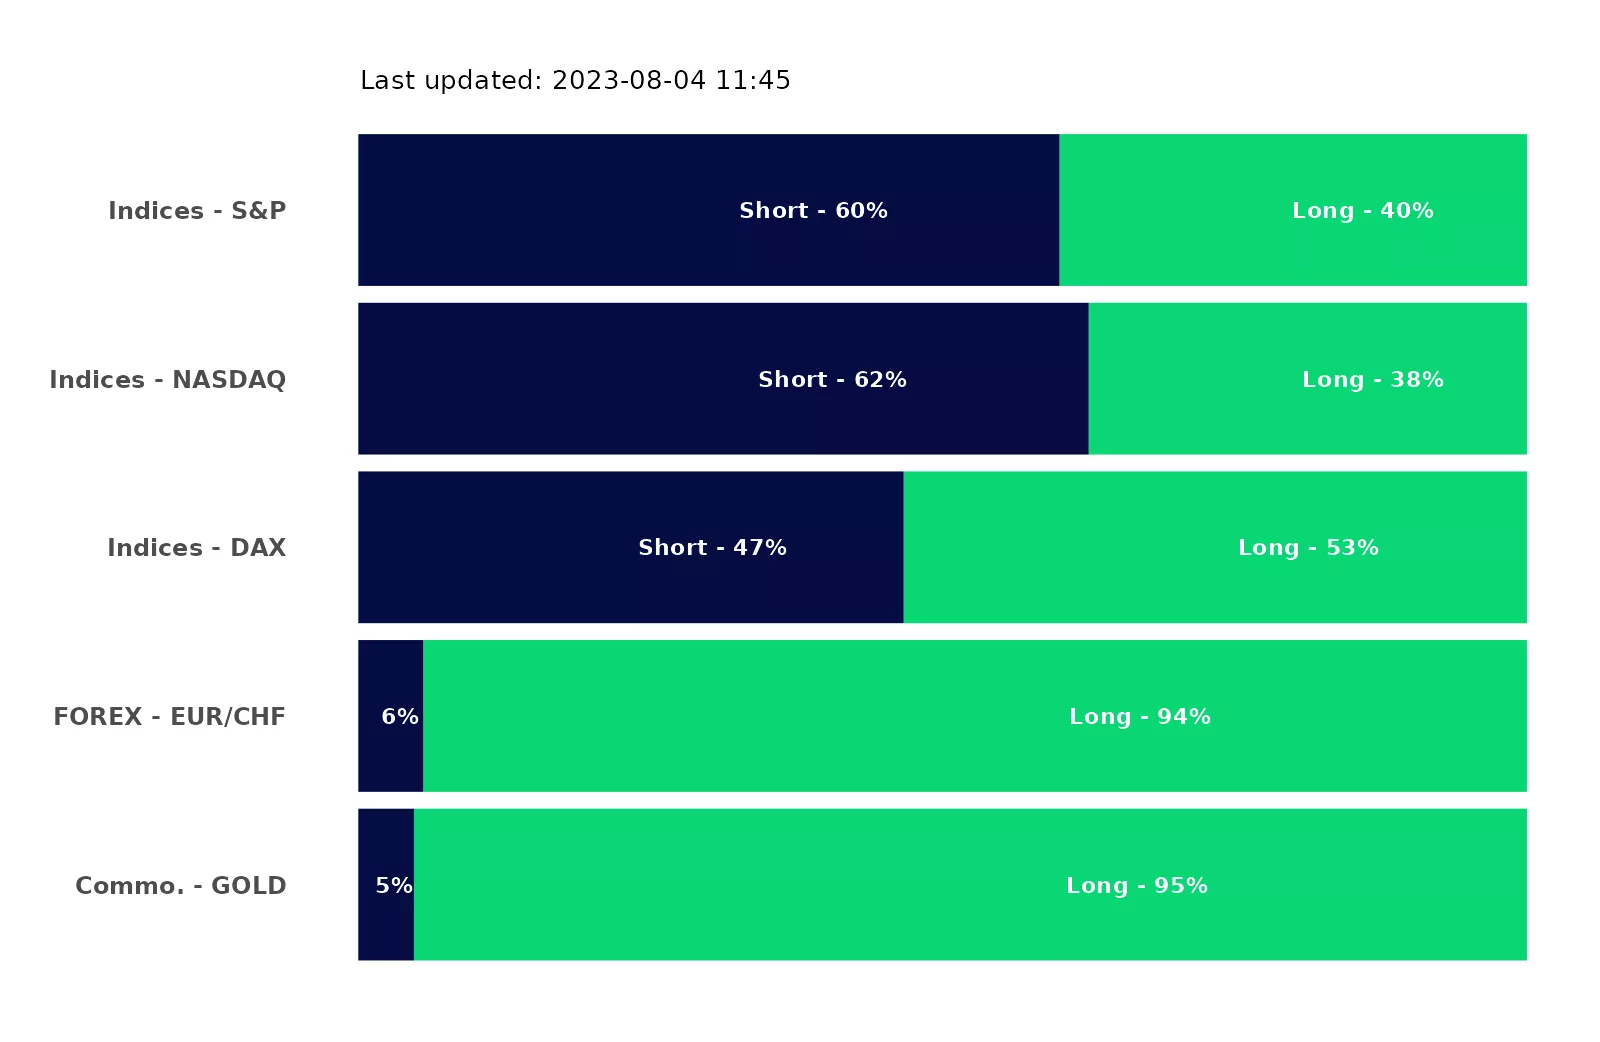 Last updated: 2023-08-04 11:45
Indices - S&P Short - 60% Long - 40%
Indices - NASDAQ Short - 62% Long - 38%
Indices - DAX Short - 47% Long - 53%
FOREX - EUR/CHF 6% Long - 94%
Commo. - GOLD 5% Long - 95%